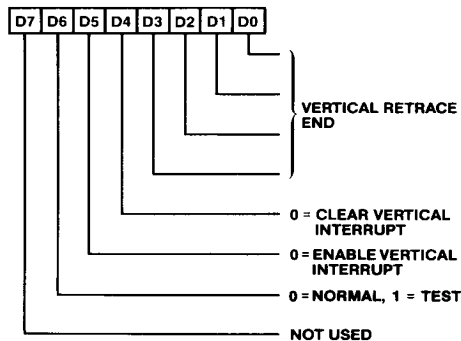 D7 D6 D5 D4 D3 D2 D1 D0
VERTICAL RETRACE
END
0 = CLEAR VERTICAL
INTERRUPT
0 = ENABLE VERTICAL
INTERRUPT
0 = NORMAL, 1 = TEST
NOT USED